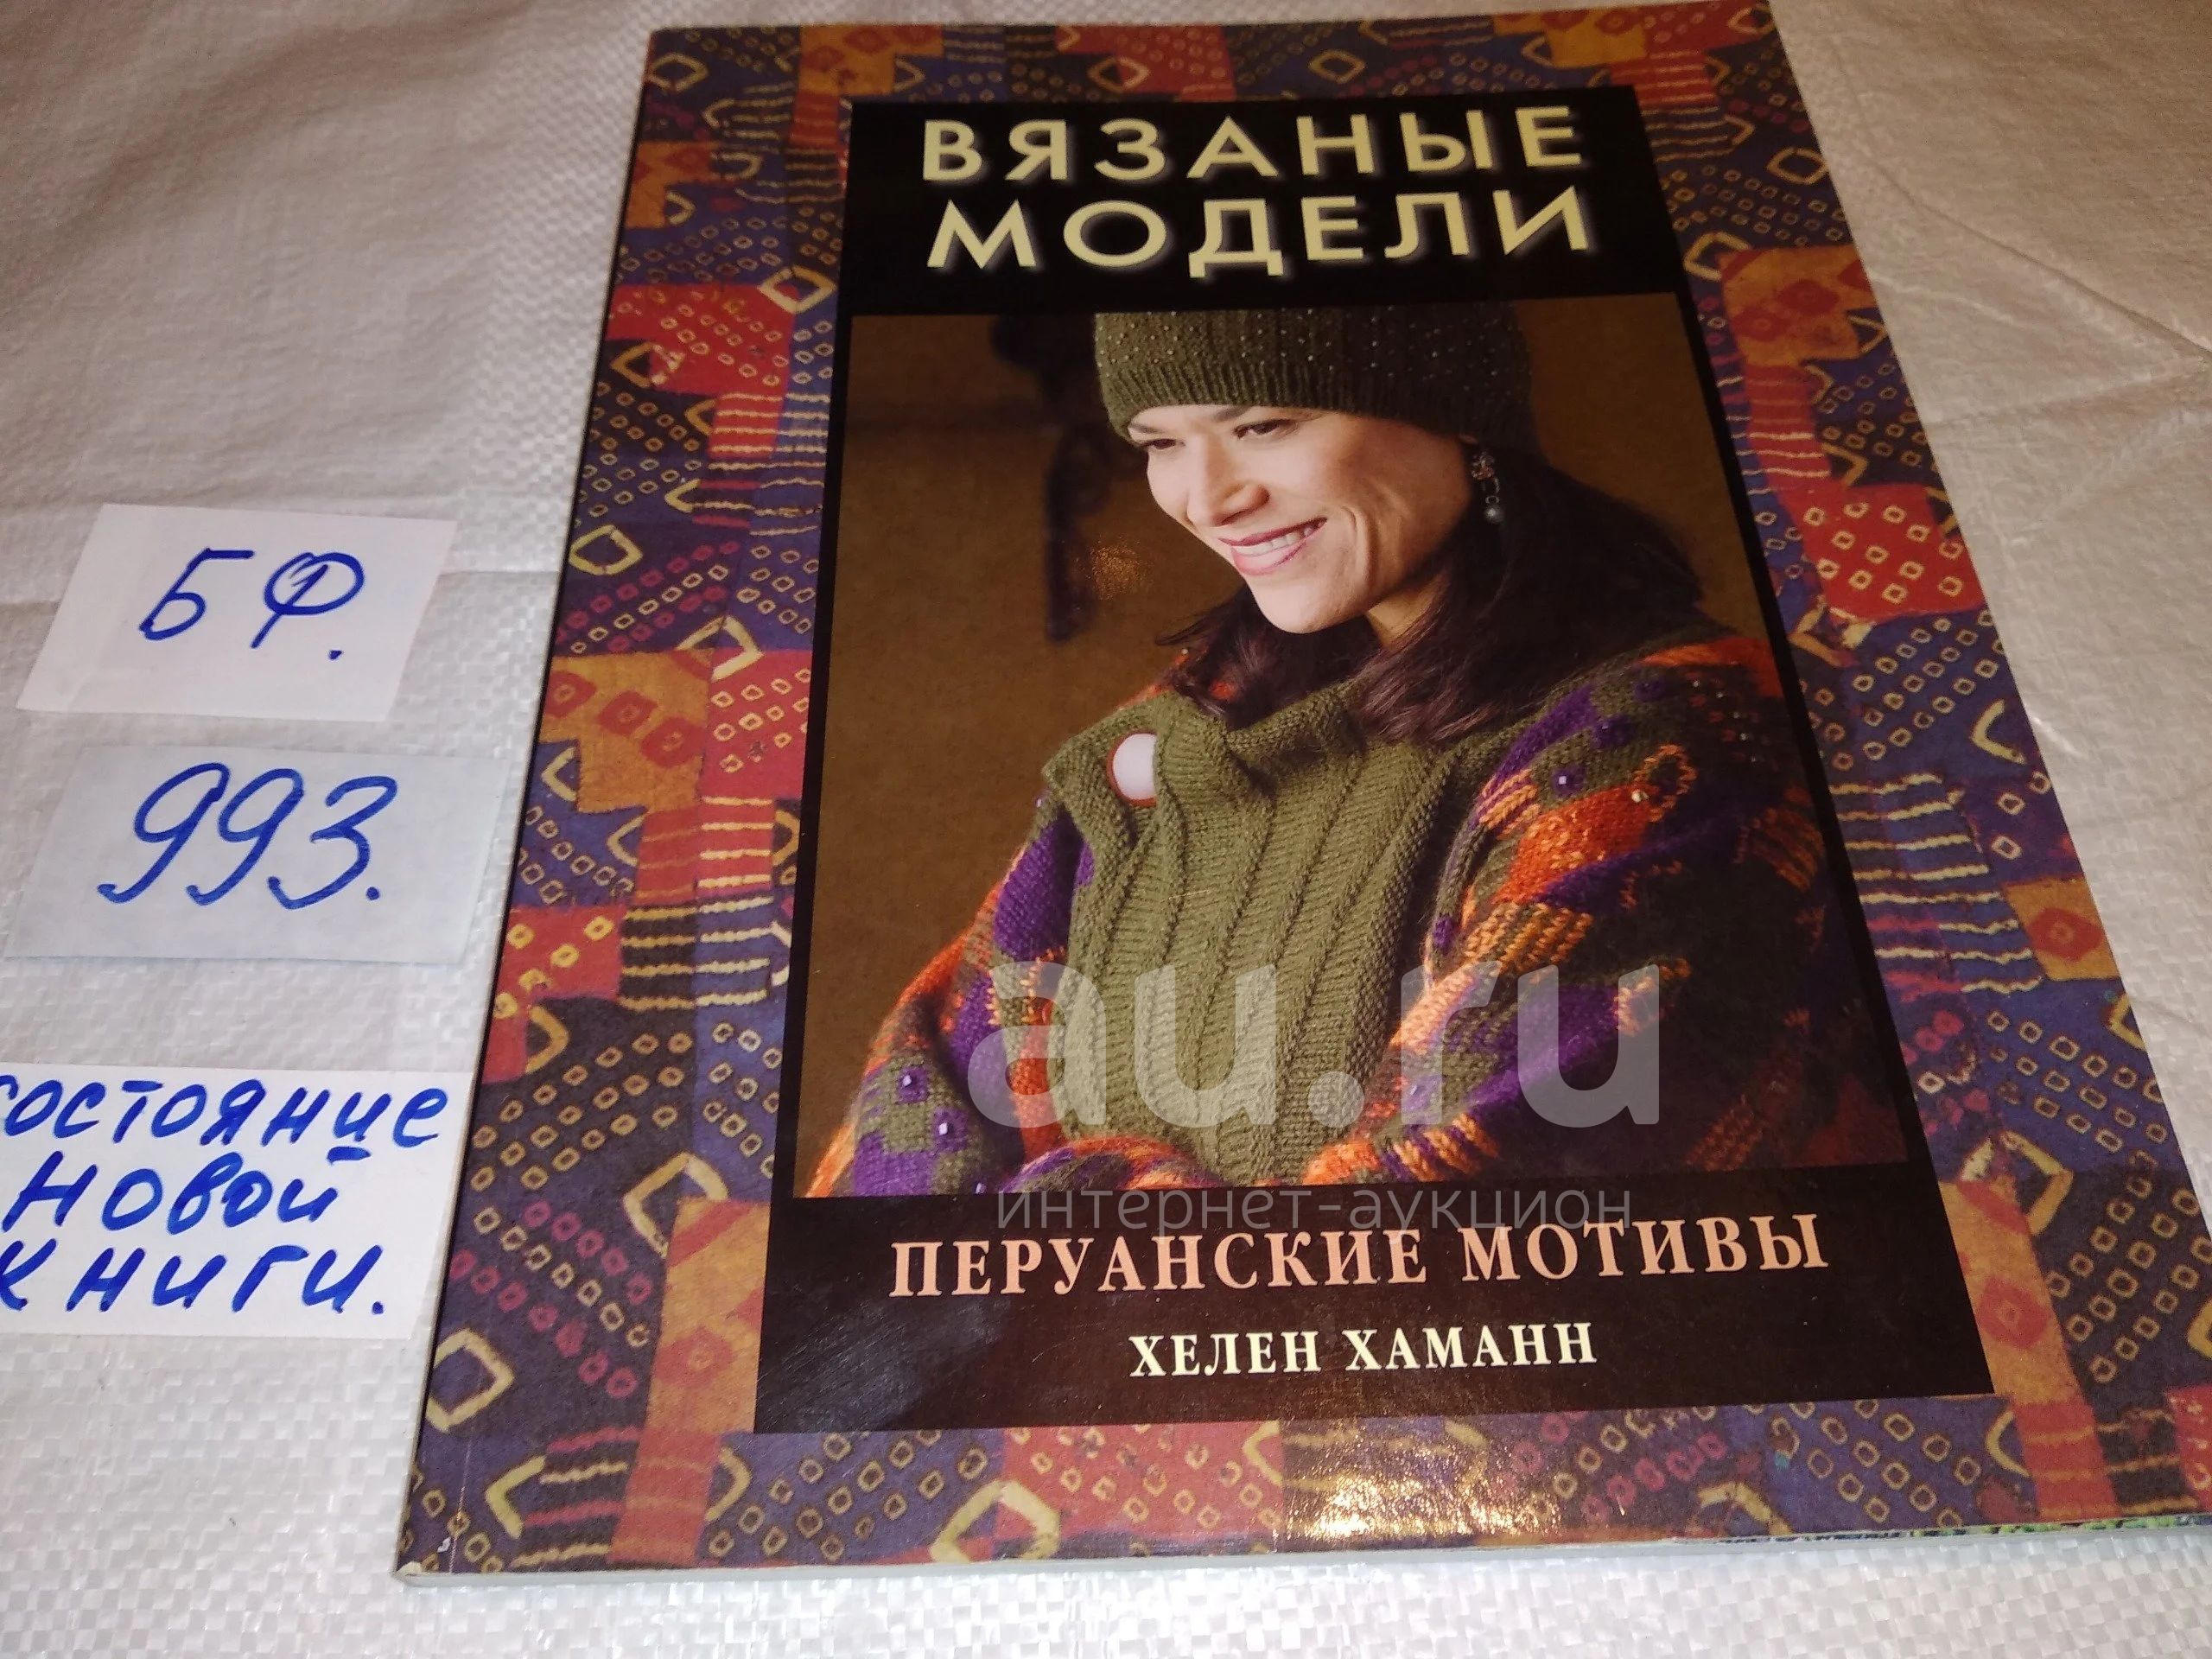 ВЯЗАНЫЕ
МОДЕЛИ
БФ.
993.
состояние
новой
книги.
au.ru
интернет-аукцион
ПЕРУАНСКИЕ МОТИВЫ
ХЕЛЕН ХАМАНН